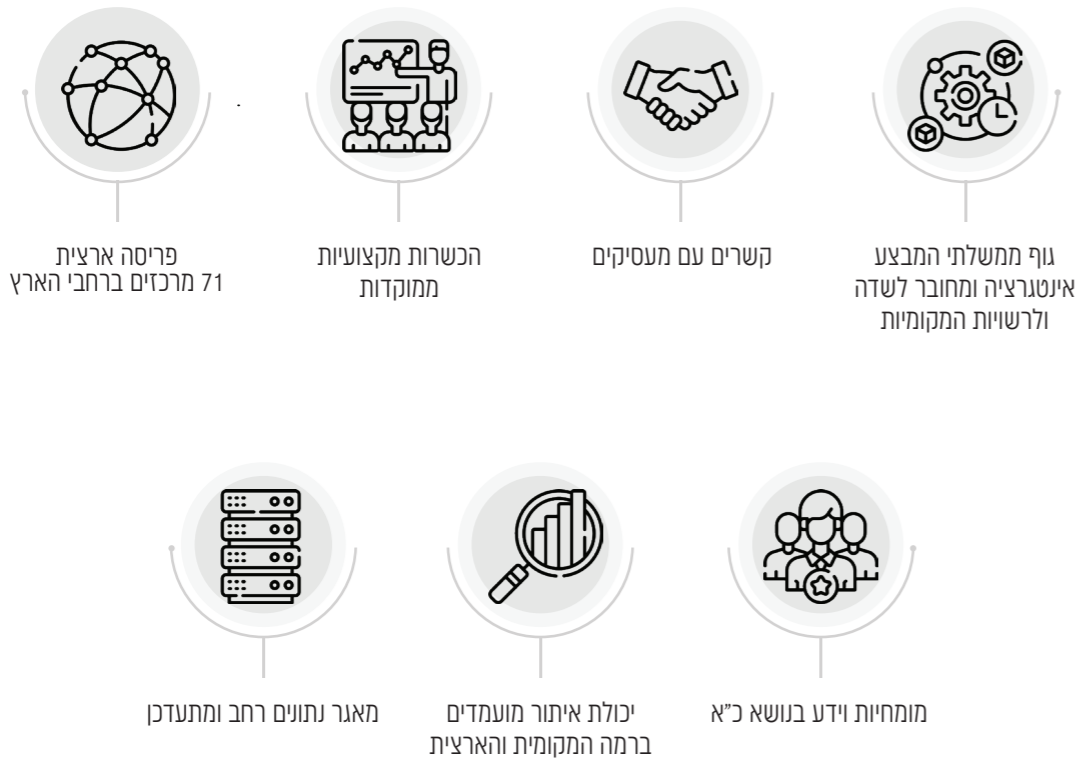 גוף ממשלתי המבצע
אינטגרציה ומחובר לשדה
ולרשויות המקומיות
קשרים עם מעסיקים
הכשרות מקצועיות
ממוקדות
פריסה ארצית
71 מרכזים ברחבי הארץ
מומחיות וידע בנושא כ"א
יכולת איתור מועמדים
ברמה המקומית והארצית
מאגר נתונים רחב ומתעדכן